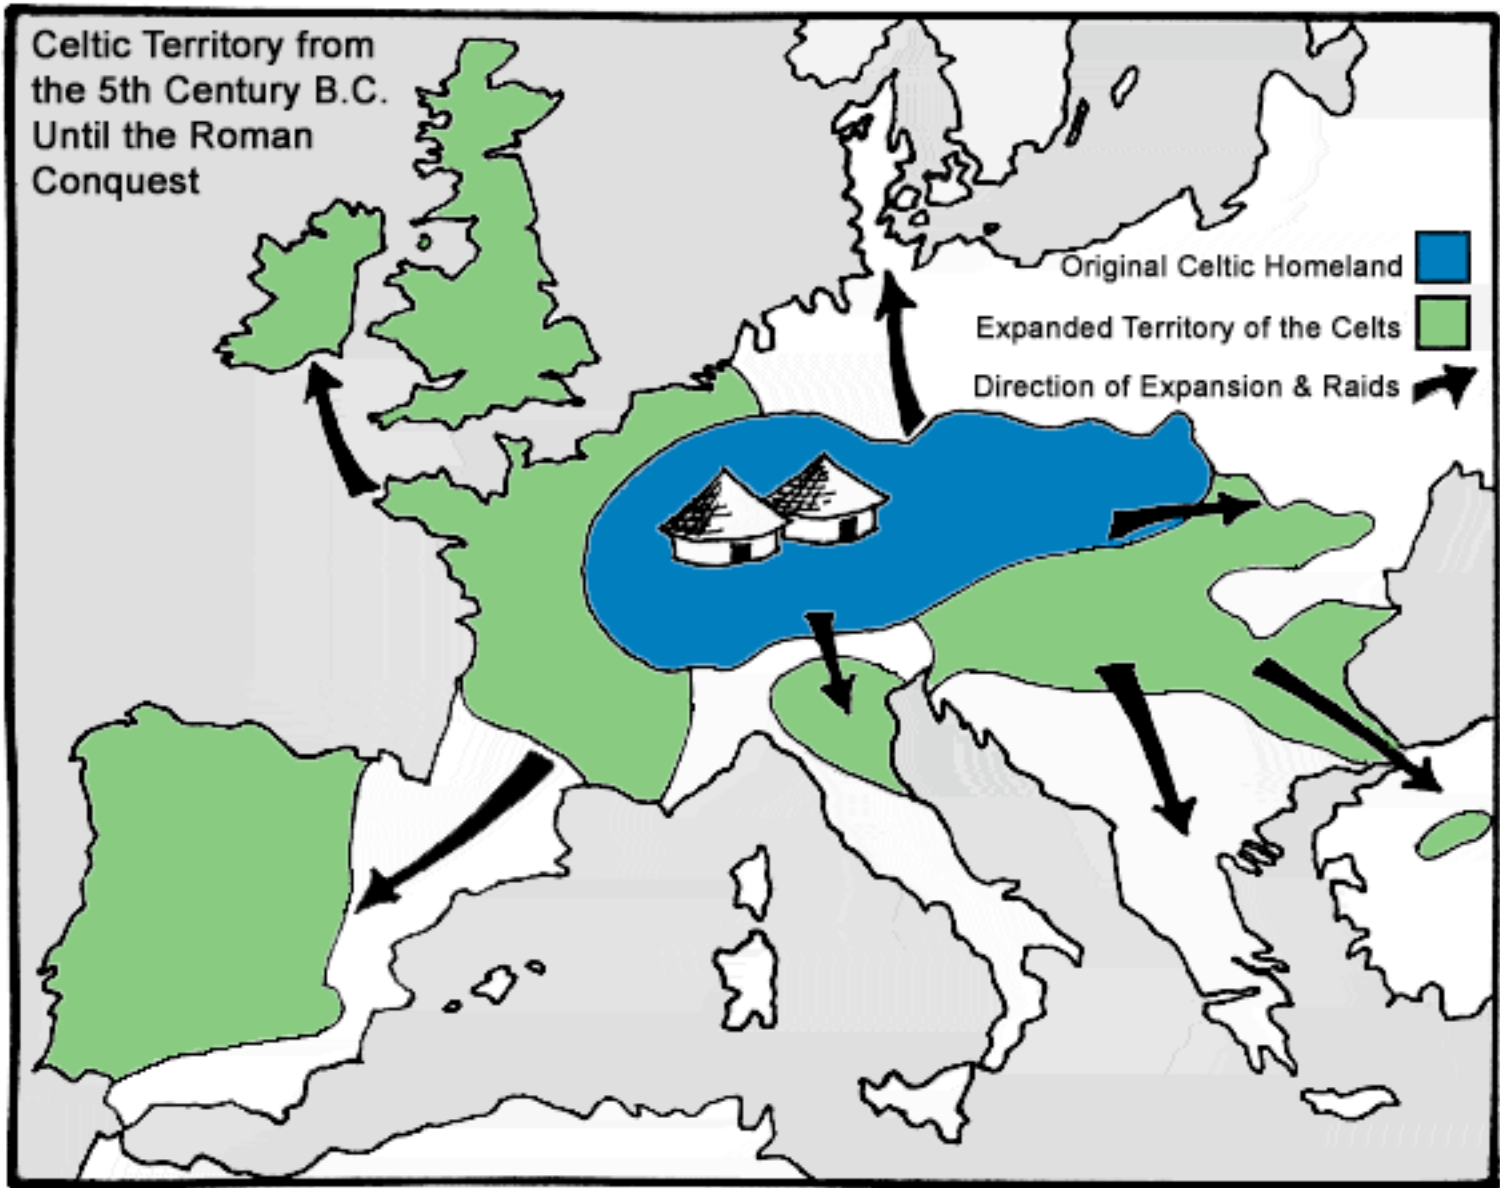 Celtic Territory from
the 5th Century B.C.
Until the Roman
Conquest
Original Celtic Homeland
Expanded Territory of the Celts
Direction of Expansion & Raids